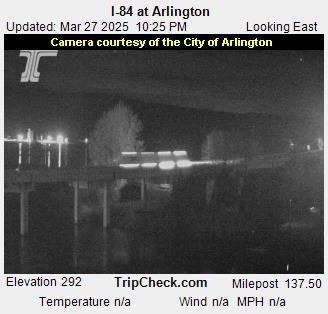 I-84 at Arlington
Updated: Mar 27 2025 10:25 PM Looking East
Camera courtesy of the City of Arlington
Elevation 292 TripCheck.com Milepost 137.50
Temperature n/a Wind n/a MPH n/a